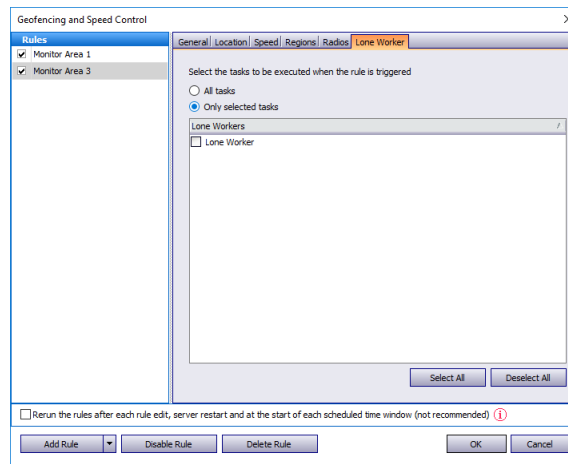 Geofencing and Speed Control
Rules
Monitor Area 1
Monitor Area 3
General Location Speed Regions Radios Lone Worker
Select the tasks to be executed when the rule is triggered
All tasks
Only selected tasks
Lone Workers
Lone Worker
Select All Deselect All
Rerun the rules after each rule edit, server restart and at the start of each scheduled time window (not recommended)
Add Rule Disable Rule Delete Rule OK Cancel